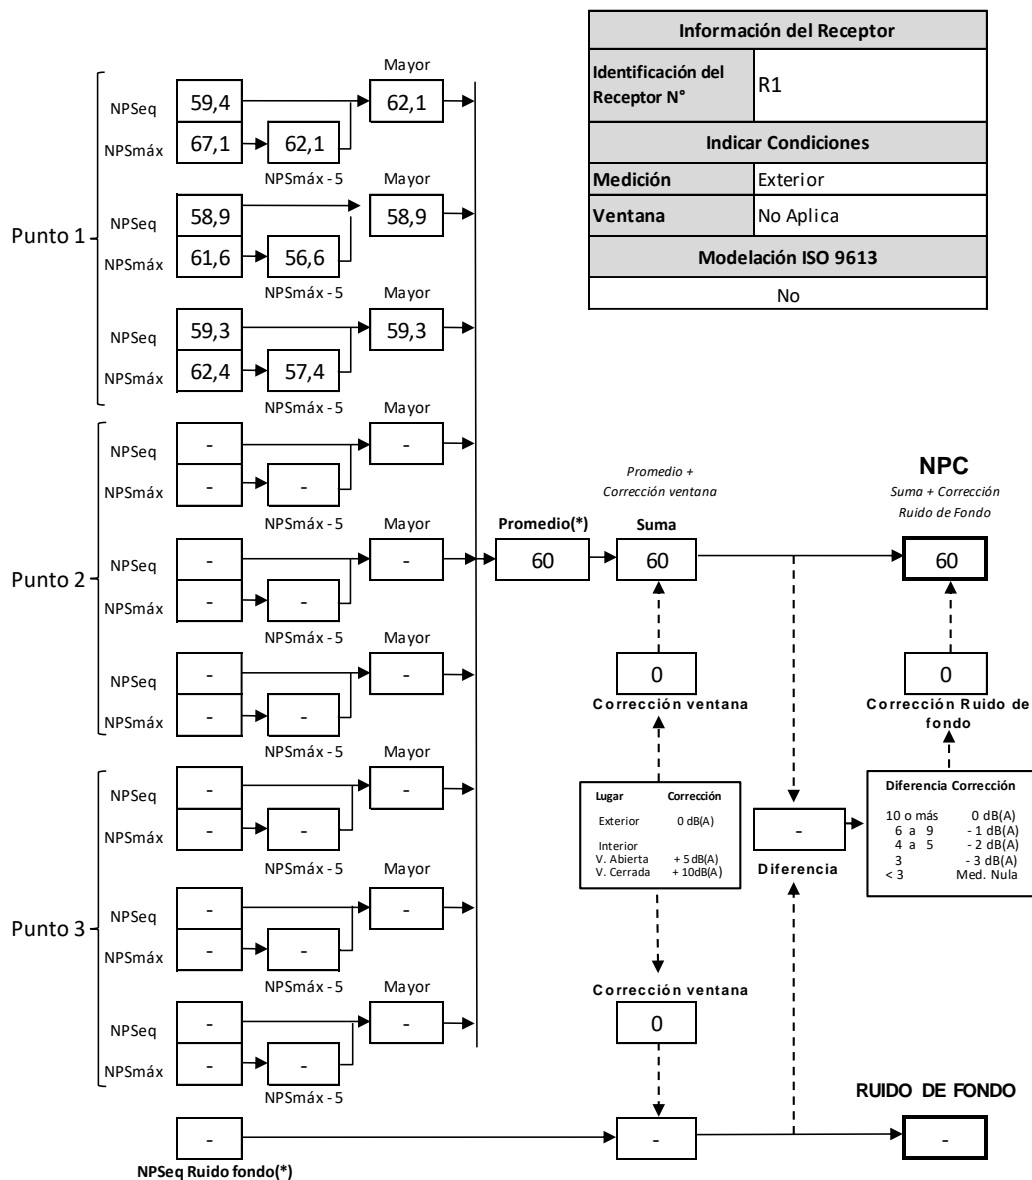 Información del Receptor
Identificación del Receptor N°
R1
Indicar Condiciones
Medición
Exterior
Ventana
No Aplica
Modelación ISO 9613
No
Punto 1
Mayor
NPSeq
59,4
62,1
NPSmáx
67,1
62,1
NPSmáx - 5
Mayor
NPSeq
58,9
58,9
NPSmáx
61,6
56,6
NPSmáx - 5
Mayor
NPSeq
59,3
59,3
NPSmáx
62,4
57,4
NPSmáx - 5
Punto 2
Mayor
NPSeq
-
-
NPSmáx
-
-
NPSmáx - 5
Mayor
NPSeq
-
-
NPSmáx
-
-
NPSmáx - 5
Mayor
NPSeq
-
-
NPSmáx
-
-
NPSmáx - 5
Punto 3
Mayor
NPSeq
-
-
NPSmáx
-
-
NPSmáx - 5
Mayor
NPSeq
-
-
NPSmáx
-
-
NPSmáx - 5
Mayor
NPSeq
-
-
NPSmáx
-
-
NPSmáx - 5
Promedio(*)
60
Promedio +
Corrección ventana
Suma
60
0
Corrección ventana
Lugar Corrección
Exterior 0 dB(A)
Interior
V. Abierta + 5 dB(A)
V. Cerrada + 10dB(A)
Corrección ventana
0
-
Diferencia
NPC
Suma + Corrección
Ruido de Fondo
60
0
Corrección Ruido de
fondo
Diferencia Corrección
10 o más 0 dB(A)
6 a 9 - 1 dB(A)
4 a 5 - 2 dB(A)
3 - 3 dB(A)
< 3 Med. Nula
RUIDO DE FONDO
-
-
-
NPSeq Ruido fondo(*)